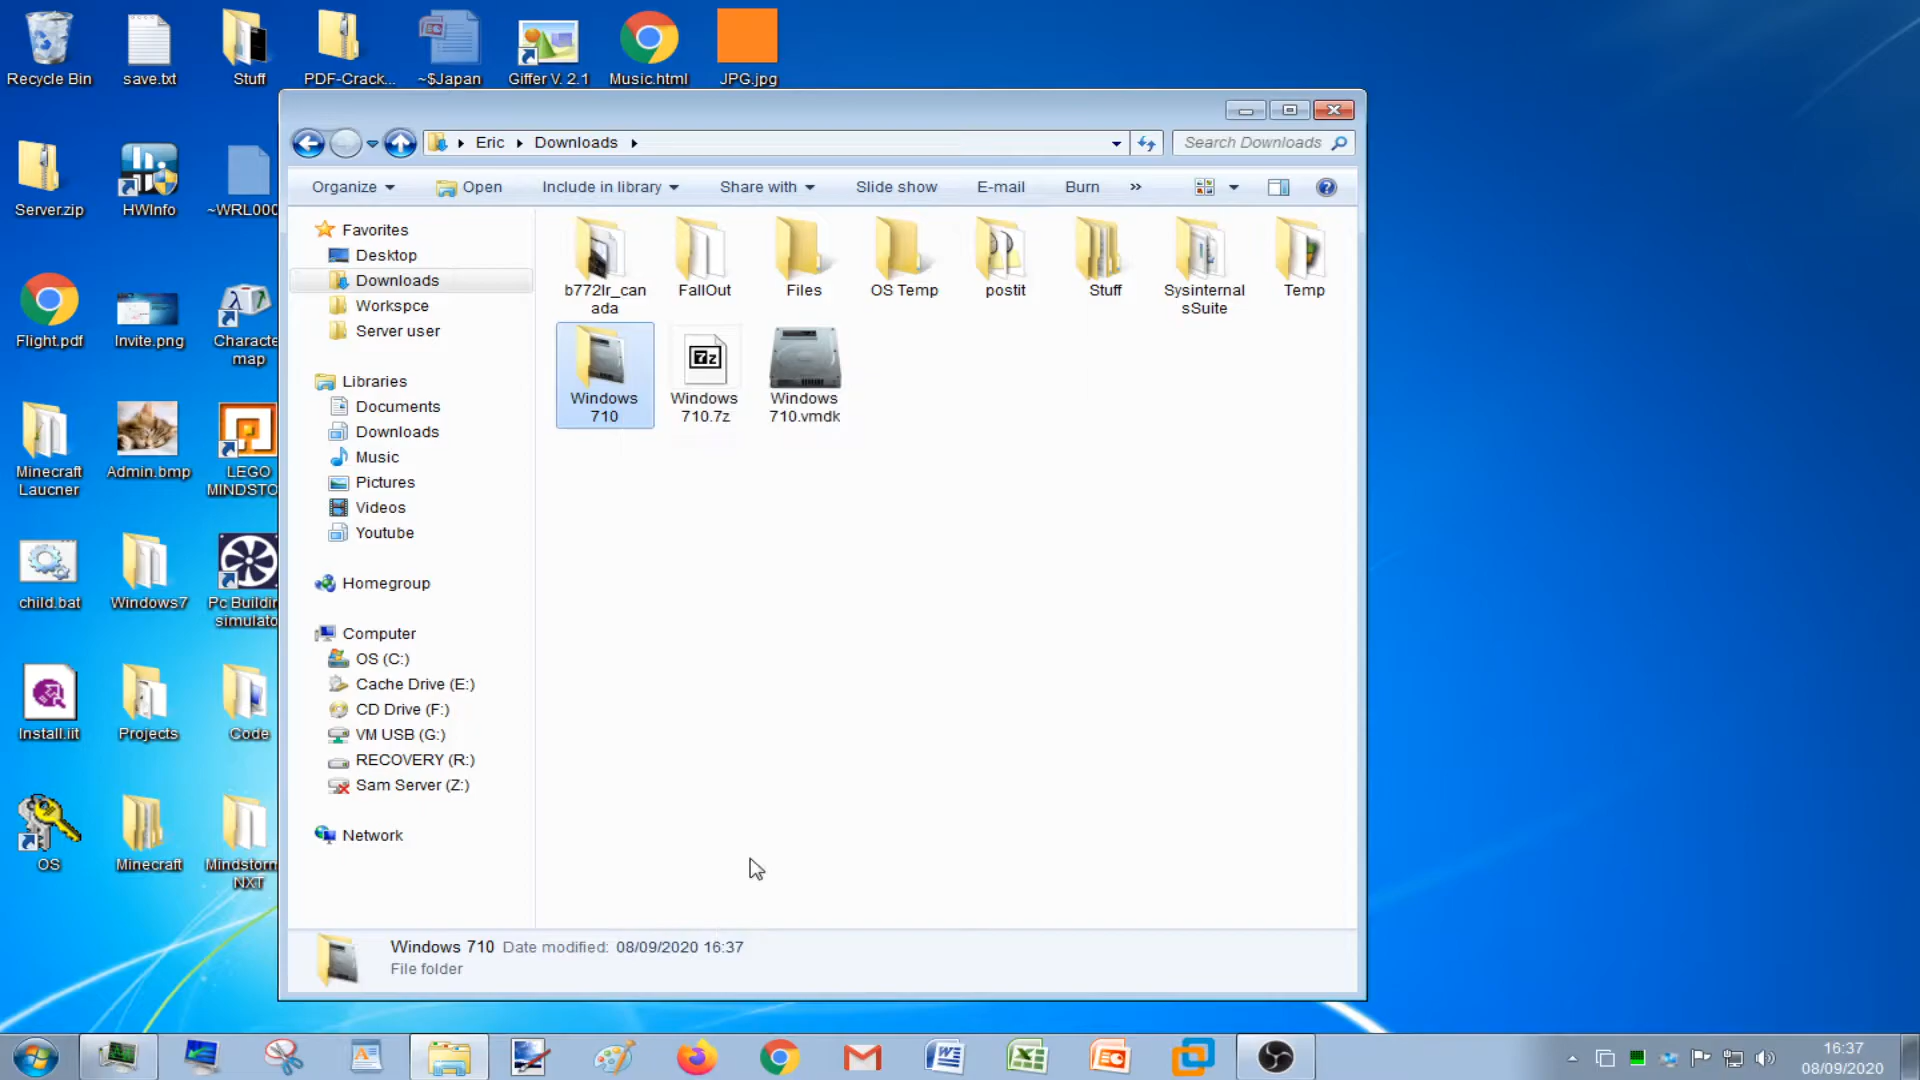 Recycle Bin
save.txt
Stuff
PDF-Crack...
~$Japan
Giffer V. 2.1
Music.html
JPG.jpg
Server.zip
HWInfo
~WRL000
Flight.pdf
Invite.png
Characte
map
Minecraft
Laucner
Admin.bmp
LEGO
MINDSTO
child.bat
Windows7
Pc Buildin
simulato
Install.iit
Projects
Code
OS
Minecraft
Mindstorm
NXT
Eric
Downloads
Search Downloads
Organize
Open
Include in library
Share with
Slide show
E-mail
Burn
»
Favorites
Desktop
Downloads
Workspce
Server user
Libraries
Documents
Downloads
Music
Pictures
Videos
Youtube
Homegroup
Computer
OS (C:)
Cache Drive (E:)
CD Drive (F:)
VM USB (G:)
RECOVERY (R:)
Sam Server (Z:)
Network
b772lr_can
ada
FallOut
Files
OS Temp
postit
Stuff
Sysinternal
sSuite
Temp
Windows
710
7z
Windows
710.7z
Windows
710.vmdk
Windows 710 Date modified: 08/09/2020 16:37
File folder
16:37
08/09/2020